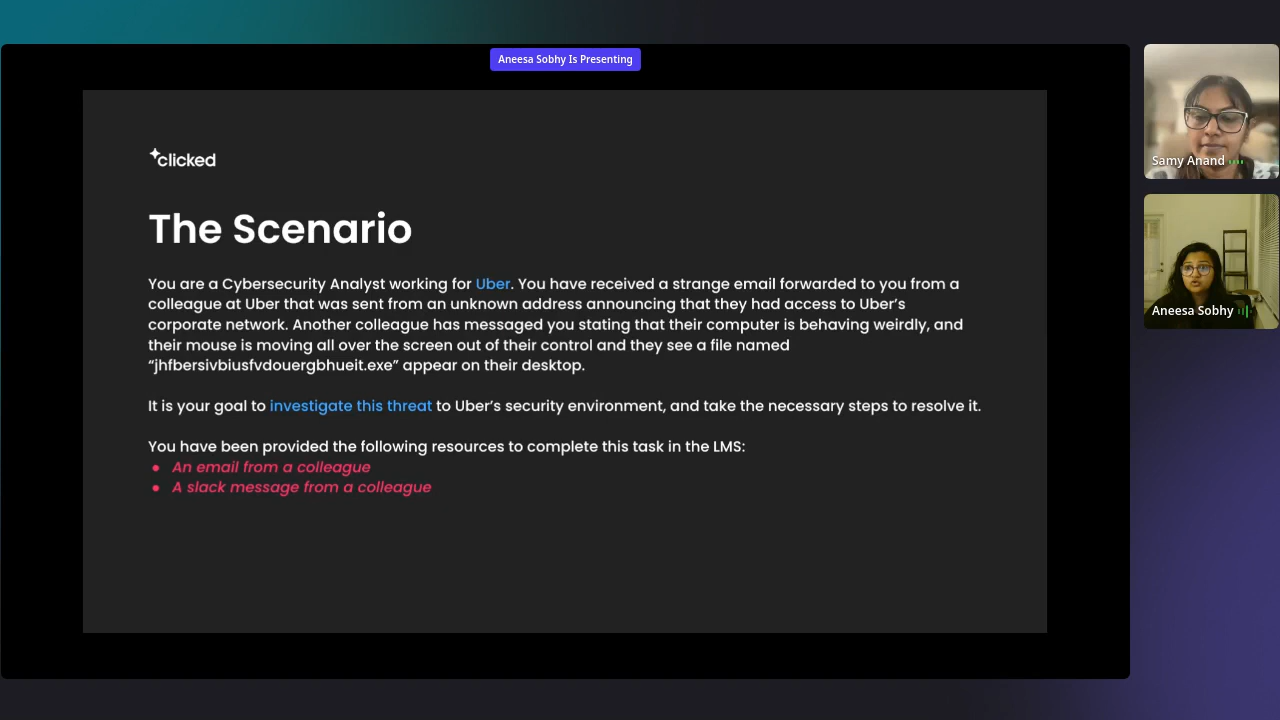 Aneesa Sobhy Is Presenting
clicked
The Scenario
You are a Cybersecurity Analyst working for Uber. You have received a strange email forwarded to you from a
colleague at Uber that was sent from an unknown address announcing that they had access to Uber’s
corporate network. Another colleague has messaged you stating that their computer is behaving weirdly, and
their mouse is moving all over the screen out of their control and they see a file named
“jhfbersivbiusfvdouergbhueit.exe” appear on their desktop.
It is your goal to investigate this threat to Uber’s security environment, and take the necessary steps to resolve it.
You have been provided the following resources to complete this task in the LMS:
● An email from a colleague
● A slack message from a colleague
Samy Anand
Aneesa Sobhy